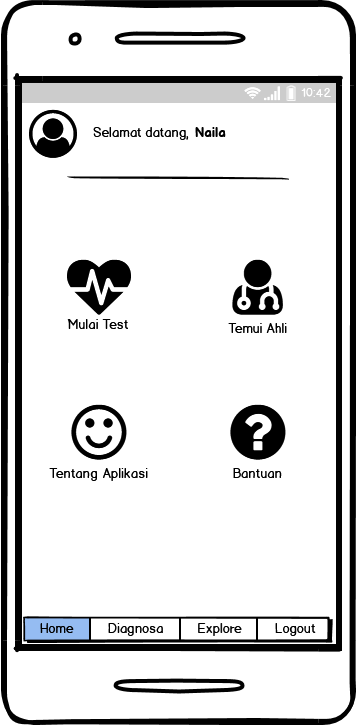 10:42
Selamat datang, Naila
Mulai Test
Temui Ahli
Tentang Aplikasi
Bantuan
Home Diagnosa Explore Logout